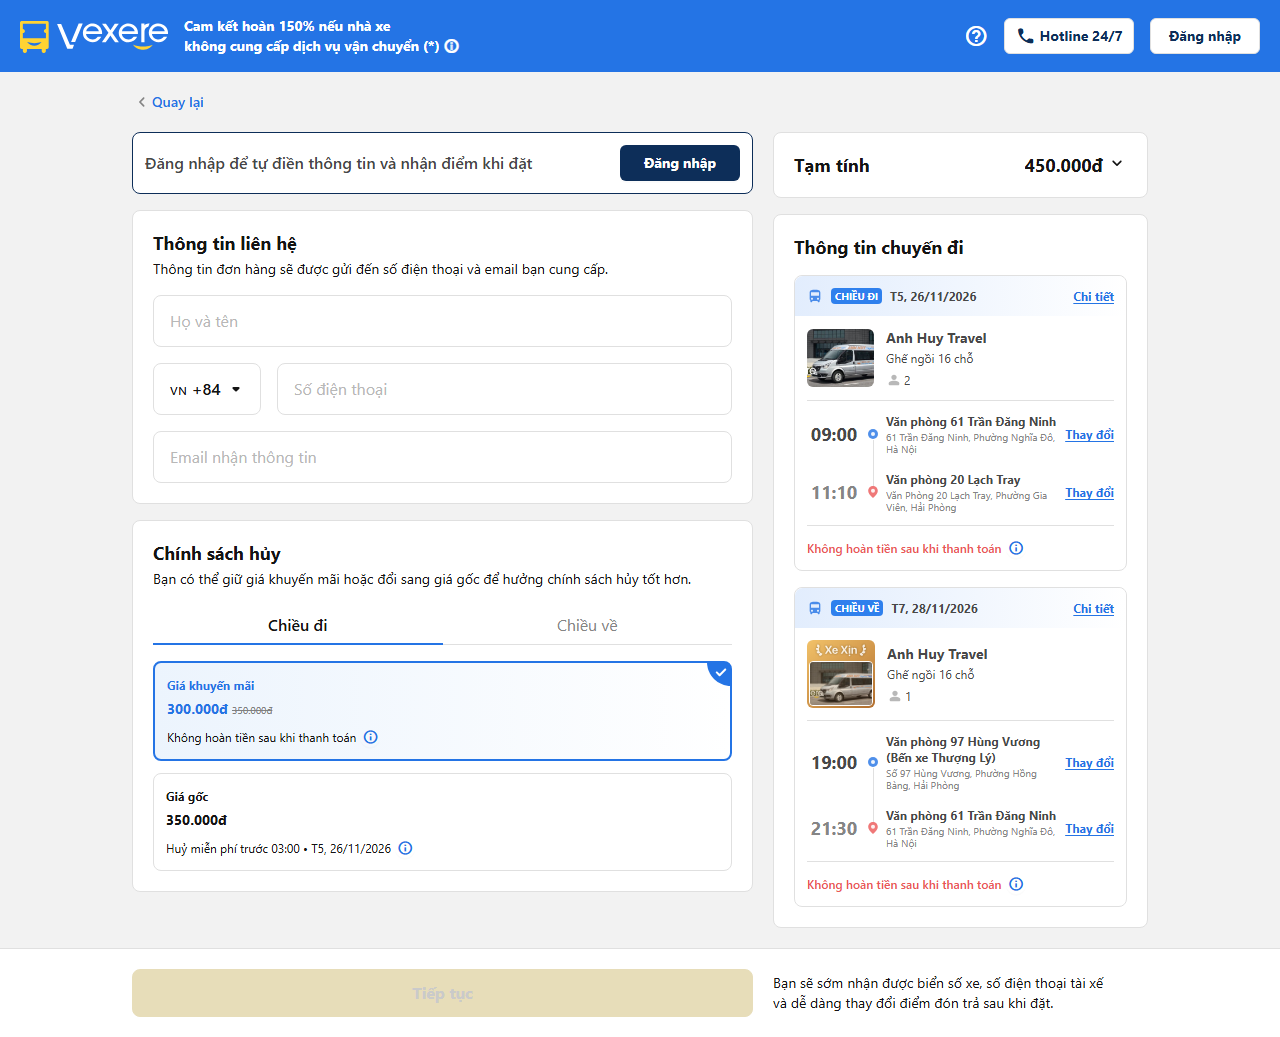 vexere
Cam kết hoàn 150% nếu nhà xe
không cung cấp dịch vụ vận chuyển (*)
Hotline 24/7
Đăng nhập
Quay lại
Đăng nhập để tự điền thông tin và nhận điểm khi đặt
Đăng nhập
Thông tin liên hệ
Thông tin đơn hàng sẽ được gửi đến số điện thoại và email bạn cung cấp.
Họ và tên
VN +84
Số điện thoại
Email nhận thông tin
Chính sách hủy
Bạn có thể giữ giá khuyến mãi hoặc đổi sang giá gốc để hưởng chính sách hủy tốt hơn.
Chiều đi
Chiều về
Giá khuyến mãi
300.000đ 350.000đ
Không hoàn tiền sau khi thanh toán
Giá gốc
350.000đ
Huỷ miễn phí trước 03:00 • T5, 26/11/2026
Tạm tính
450.000đ
Thông tin chuyến đi
CHIỀU ĐI T5, 26/11/2026
Chi tiết
Anh Huy Travel
Ghế ngồi 16 chỗ
2
09:00
Văn phòng 61 Trần Đăng Ninh
61 Trần Đăng Ninh, Phường Nghĩa Đô,
Hà Nội
Thay đổi
11:10
Văn phòng 20 Lạch Tray
Văn Phòng 20 Lạch Tray, Phường Gia
Viên, Hải Phòng
Thay đổi
Không hoàn tiền sau khi thanh toán
CHIỀU VỀ T7, 28/11/2026
Chi tiết
Xe Xịn
Anh Huy Travel
Ghế ngồi 16 chỗ
1
19:00
Văn phòng 97 Hùng Vương
(Bến xe Thượng Lý)
Số 97 Hùng Vương, Phường Hồng
Bàng, Hải Phòng
Thay đổi
21:30
Văn phòng 61 Trần Đăng Ninh
61 Trần Đăng Ninh, Phường Nghĩa Đô,
Hà Nội
Thay đổi
Không hoàn tiền sau khi thanh toán
Tiếp tục
Bạn sẽ sớm nhận được biển số xe, số điện thoại tài xế
và dễ dàng thay đổi điểm đón trả sau khi đặt.